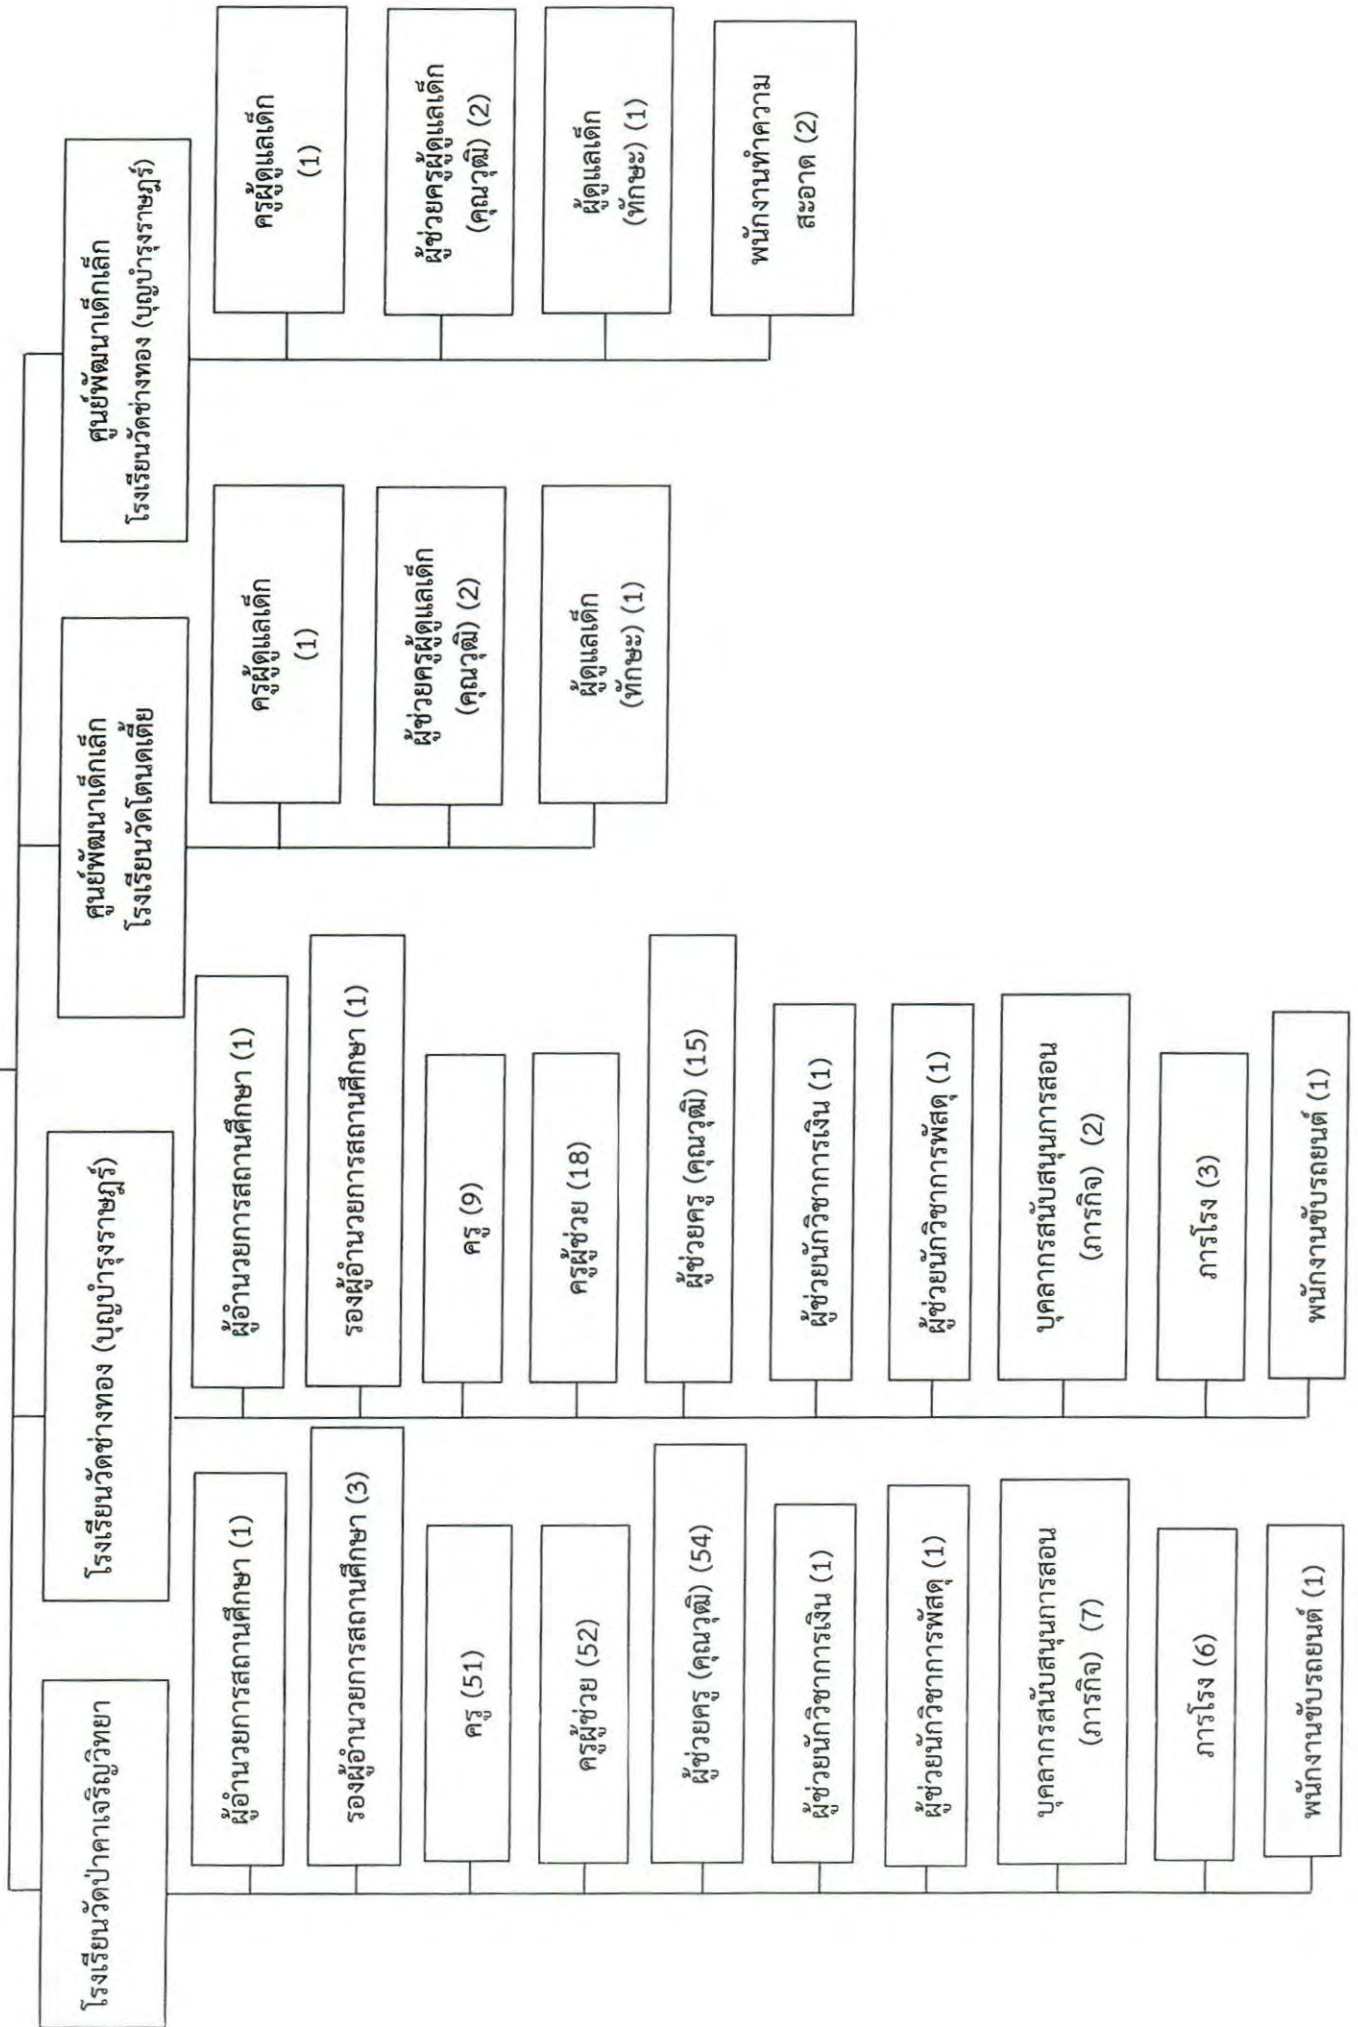 โรงเรียนวัดป่าคาเจริญวิทยา
ผู้อำนวยการสถานศึกษา (1)
รองผู้อำนวยการสถานศึกษา (3)
ครู (51)
ครูผู้ช่วย (52)
ผู้ช่วยครู (คุณวุฒิ) (54)
ผู้ช่วยนักวิชาการเงิน (1)
ผู้ช่วยนักวิชาการพัสดุ (1)
บุคลากรสนับสนุนการสอน
(ภารกิจ) (7)
ภารโรง (6)
พนักงานขับรถยนต์ (1)
โรงเรียนวัดช่างทอง (บุญบำรุงราษฎร์)
ผู้อำนวยการสถานศึกษา (1)
รองผู้อำนวยการสถานศึกษา (1)
ครู (9)
ครูผู้ช่วย (18)
ผู้ช่วยครู (คุณวุฒิ) (15)
ผู้ช่วยนักวิชาการเงิน (1)
ผู้ช่วยนักวิชาการพัสดุ (1)
บุคลากรสนับสนุนการสอน
(ภารกิจ) (2)
ภารโรง (3)
พนักงานขับรถยนต์ (1)
ศูนย์พัฒนาเด็กเล็ก
โรงเรียนวัดโตนดเตี้ย
ครูผู้ดูแลเด็ก
(1)
ผู้ช่วยครูผู้ดูแลเด็ก
(คุณวุฒิ) (2)
ผู้ดูแลเด็ก
(ทักษะ) (1)
ศูนย์พัฒนาเด็กเล็ก
โรงเรียนวัดช่างทอง (บุญบำรุงราษฎร์)
ครูผู้ดูแลเด็ก
(1)
ผู้ช่วยครูผู้ดูแลเด็ก
(คุณวุฒิ) (2)
ผู้ดูแลเด็ก
(ทักษะ) (1)
พนักงานทำความ
สะอาด (2)